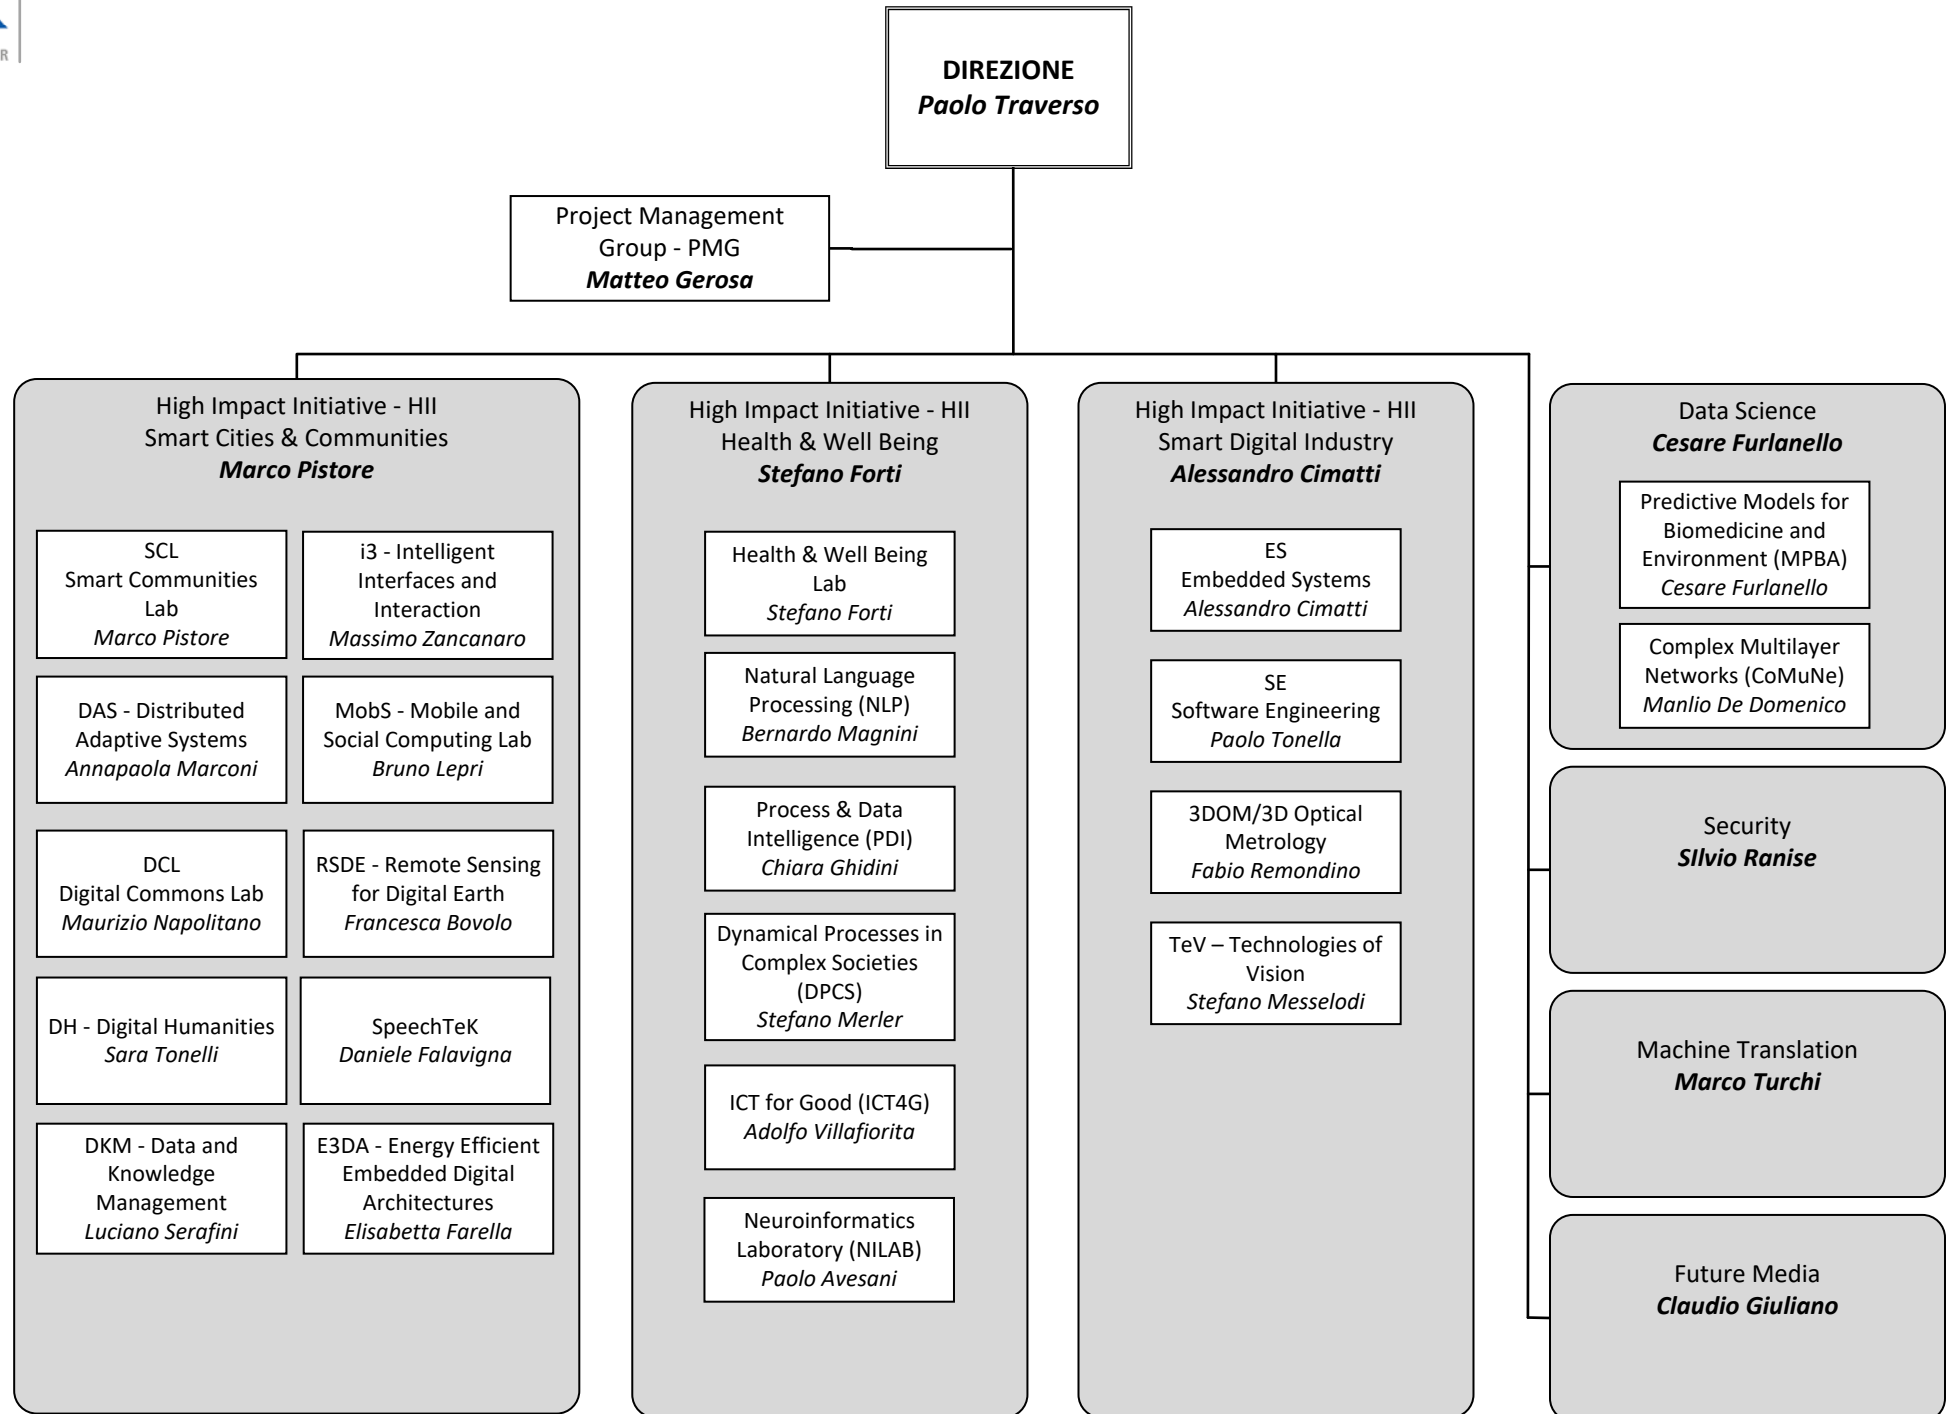 R
DIREZIONE
Paolo Traverso
Project Management
Group - PMG
Matteo Gerosa
High Impact Initiative - HII
Smart Cities & Communities
Marco Pistore
SCL
Smart Communities
Lab
Marco Pistore
i3 - Intelligent
Interfaces and
Interaction
Massimo Zancanaro
DAS - Distributed
Adaptive Systems
Annapaola Marconi
MobS - Mobile and
Social Computing Lab
Bruno Lepri
DCL
Digital Commons Lab
Maurizio Napolitano
RSDE - Remote Sensing
for Digital Earth
Francesca Bovolo
DH - Digital Humanities
Sara Tonelli
SpeechTeK
Daniele Falavigna
DKM - Data and
Knowledge
Management
Luciano Serafini
E3DA - Energy Efficient
Embedded Digital
Architectures
Elisabetta Farella
High Impact Initiative - HII
Health & Well Being
Stefano Forti
Health & Well Being
Lab
Stefano Forti
Natural Language
Processing (NLP)
Bernardo Magnini
Process & Data
Intelligence (PDI)
Chiara Ghidini
Dynamical Processes in
Complex Societies
(DPCS)
Stefano Merler
ICT for Good (ICT4G)
Adolfo Villafiorita
Neuroinformatics
Laboratory (NILAB)
Paolo Avesani
High Impact Initiative - HII
Smart Digital Industry
Alessandro Cimatti
ES
Embedded Systems
Alessandro Cimatti
SE
Software Engineering
Paolo Tonella
3DOM/3D Optical
Metrology
Fabio Remondino
TeV – Technologies of
Vision
Stefano Messelodi
Data Science
Cesare Furlanello
Predictive Models for
Biomedicine and
Environment (MPBA)
Cesare Furlanello
Complex Multilayer
Networks (CoMuNe)
Manlio De Domenico
Security
SIlvio Ranise
Machine Translation
Marco Turchi
Future Media
Claudio Giuliano